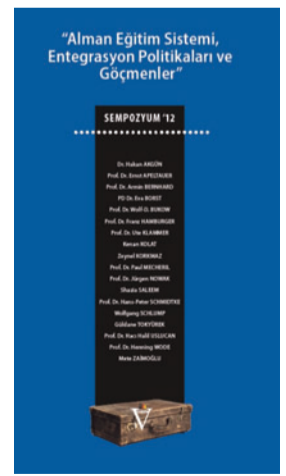 “Alman Eğitim Sistemi,
Entegrasyon Politikaları ve
Göçmenler”
SEMPOZYUM ’12
Dr. Hakan AKGÜN
Prof. Dr. Ernst APELTAUER
Prof. Dr. Armin BERNHARD
PD Dr. Eva BORST
Prof. Dr. Wolf-D. BUKOW
Prof. Dr. Franz HAMBURGER
Prof. Dr. Ute KLAMMER
Kenan KOLAT
Zeynel KORKMAZ
Prof. Dr. Paul MECHERIL
Prof. Dr. Jürgen NOWAK
Shazia SALEEM
Prof. Dr. Hans-Peter SCHMIDTKE
Wolfgang SCHLUMP
Güldane TOKYÜREK
Prof. Dr. Hacı Halil USLUCAN
Prof. Dr. Henning WODE
Mete ZAİMOĞLU
V